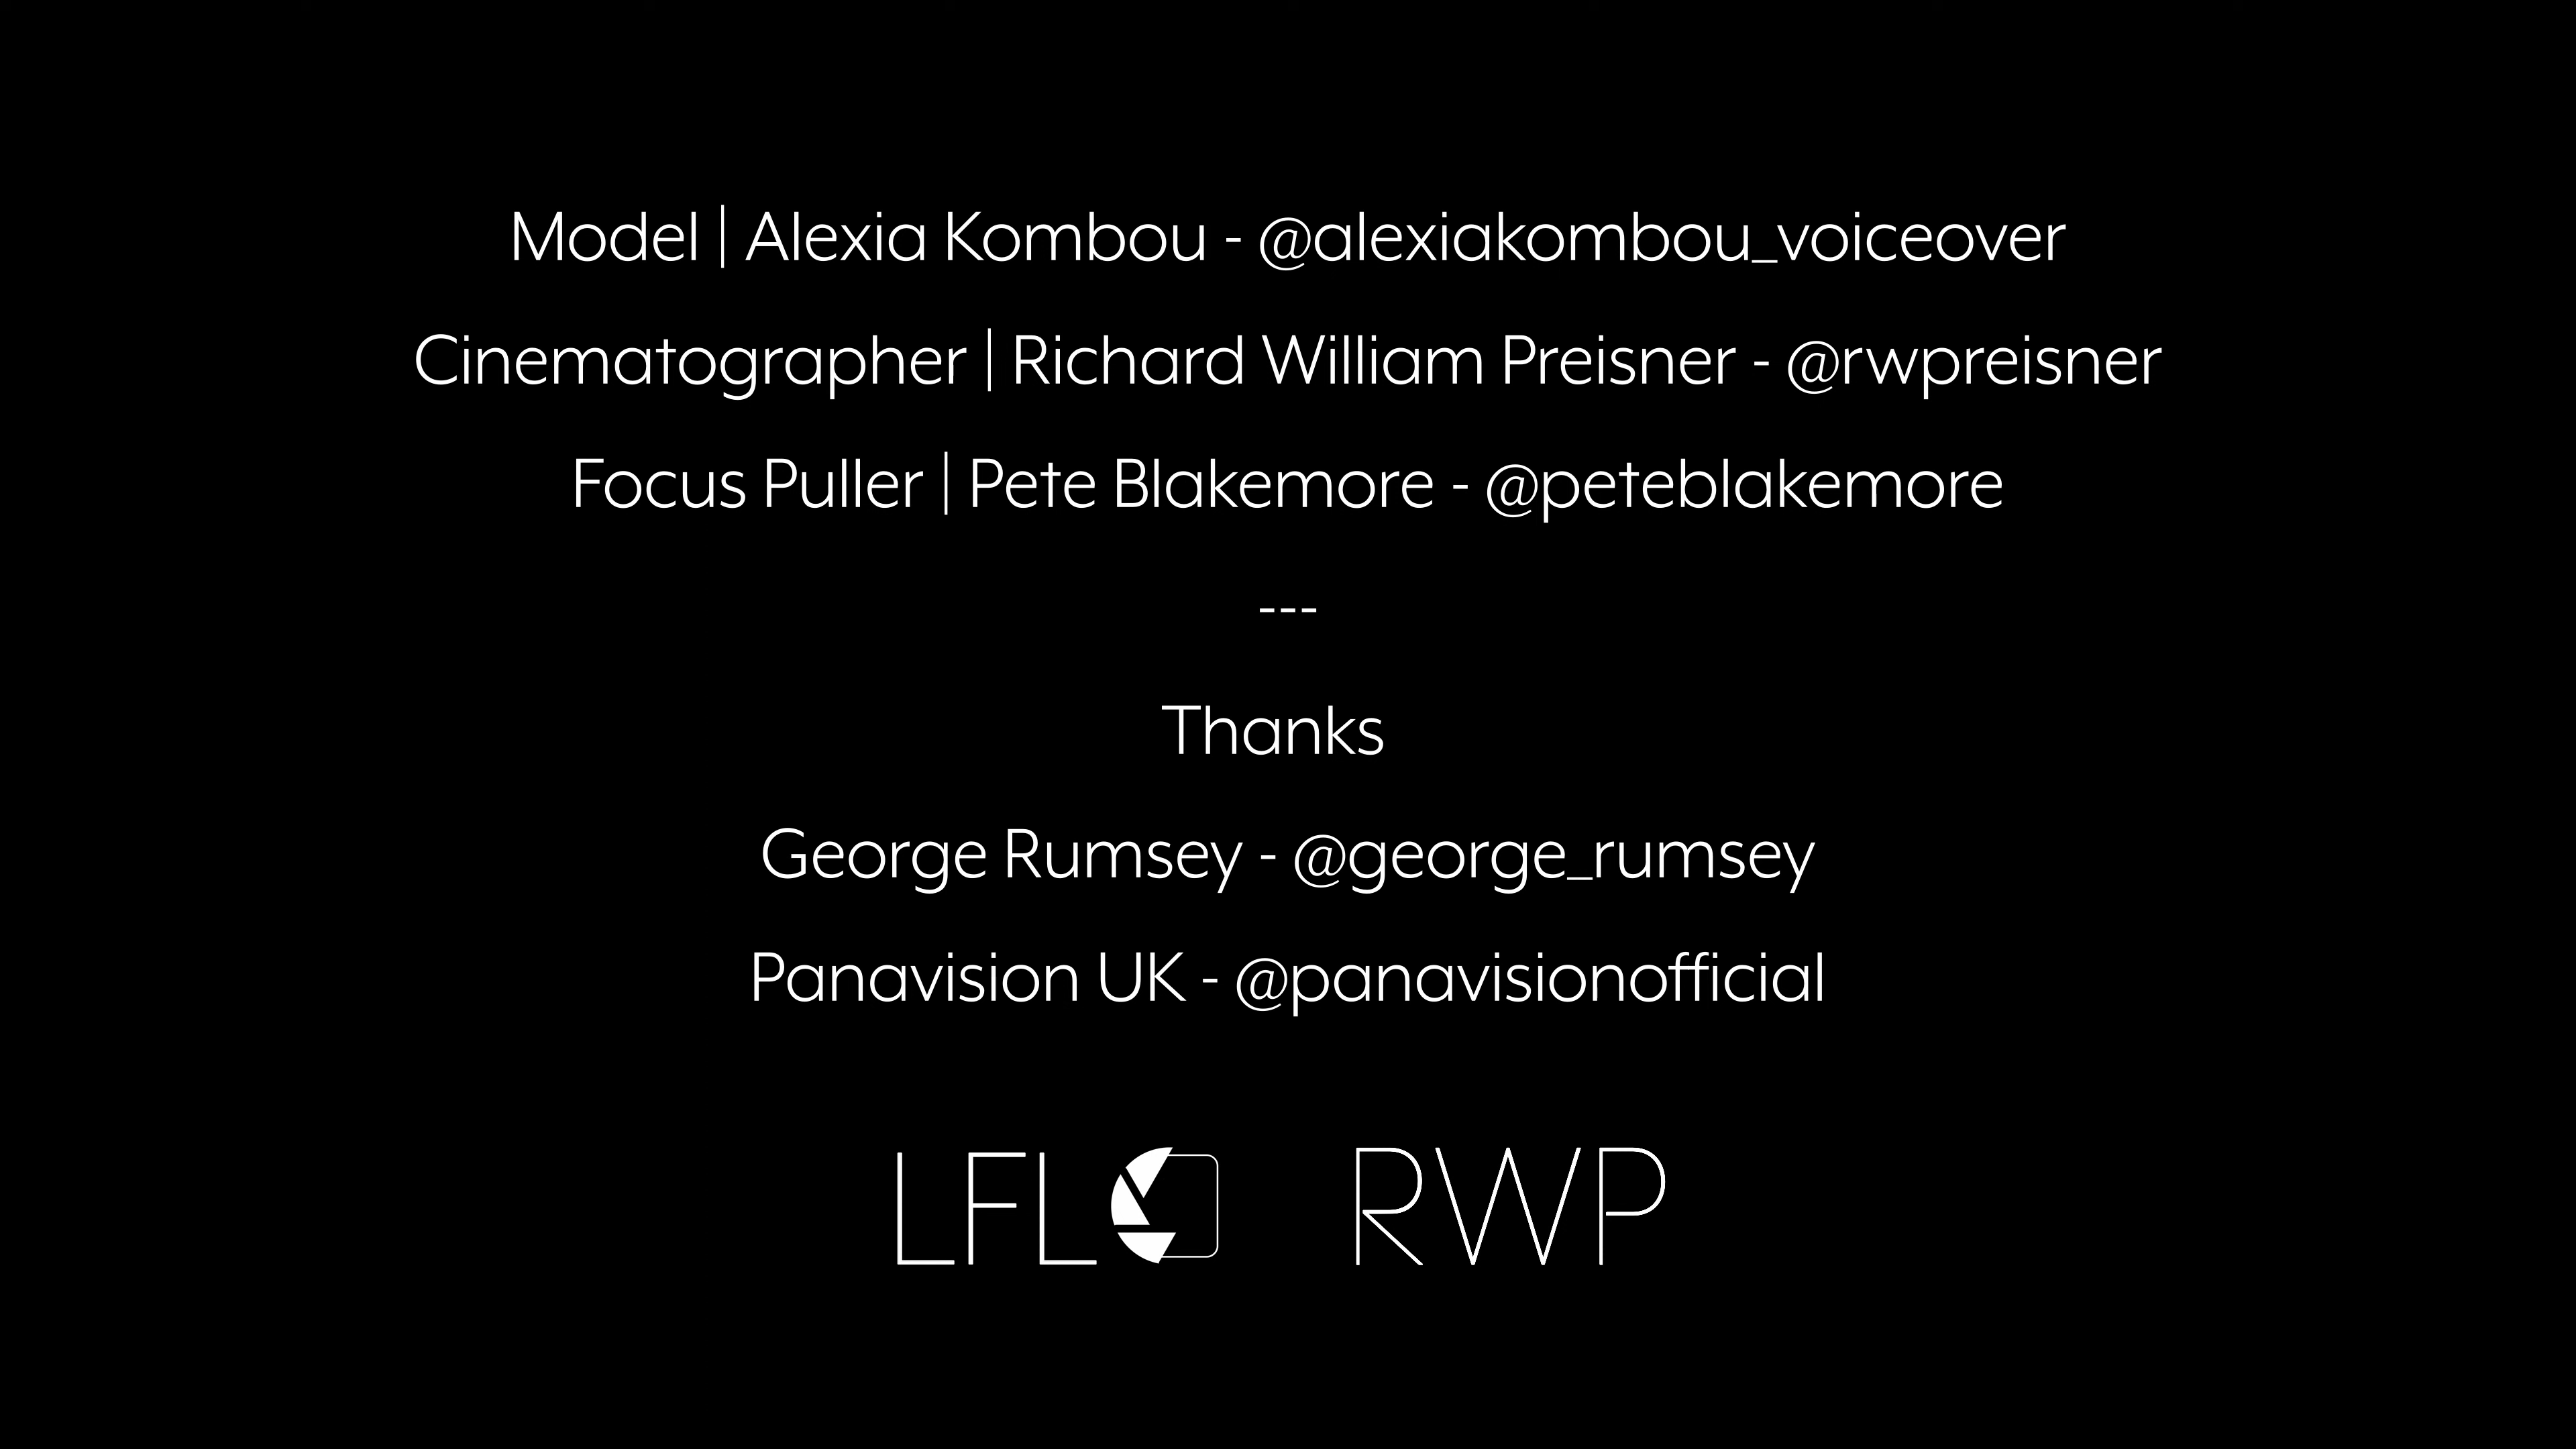 Model | Alexia Kombou - @alexiakombou_voiceover
Cinematographer | Richard William Preisner - @rwpreisner
Focus Puller | Pete Blakemore - @peteblakemore
---
Thanks
George Rumsey - @george_rumsey
Panavision UK - @panavisionofficial
LFL RWP